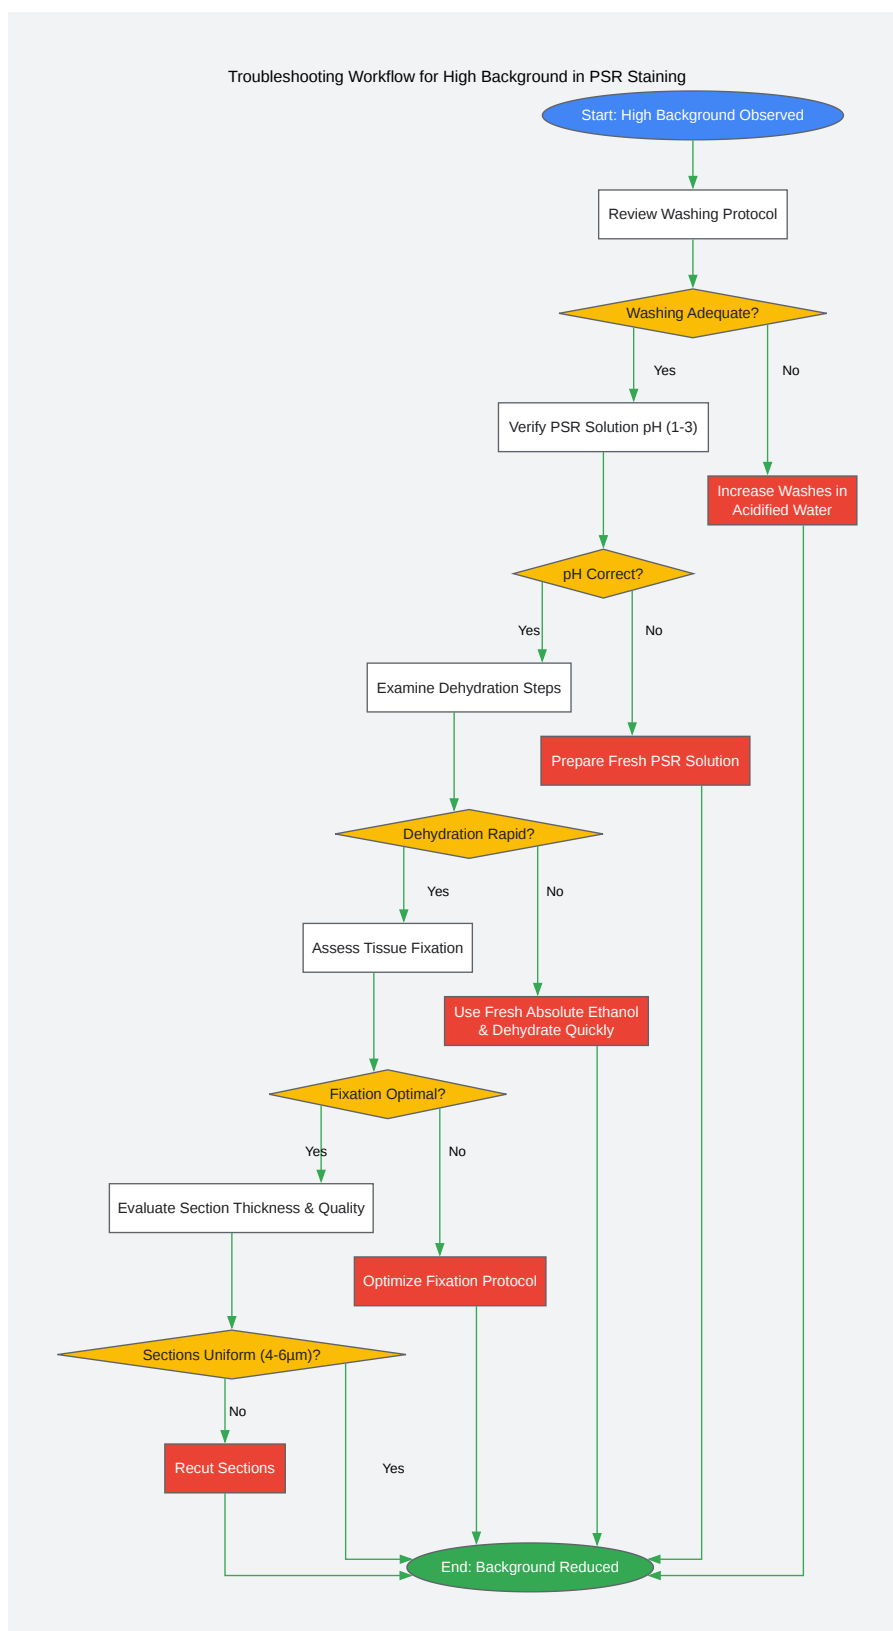 Troubleshooting Workflow for High Background in PSR Staining
Start: High Background Observed
Review Washing Protocol
Washing Adequate?
Yes
No
Verify PSR Solution pH (1-3)
Increase Washes in
Acidified Water
pH Correct?
Yes
No
Examine Dehydration Steps
Prepare Fresh PSR Solution
Dehydration Rapid?
Yes
No
Assess Tissue Fixation
Use Fresh Absolute Ethanol
& Dehydrate Quickly
Fixation Optimal?
Yes
No
Evaluate Section Thickness & Quality
Optimize Fixation Protocol
Sections Uniform (4-6µm)?
No
Recut Sections
Yes
End: Background Reduced